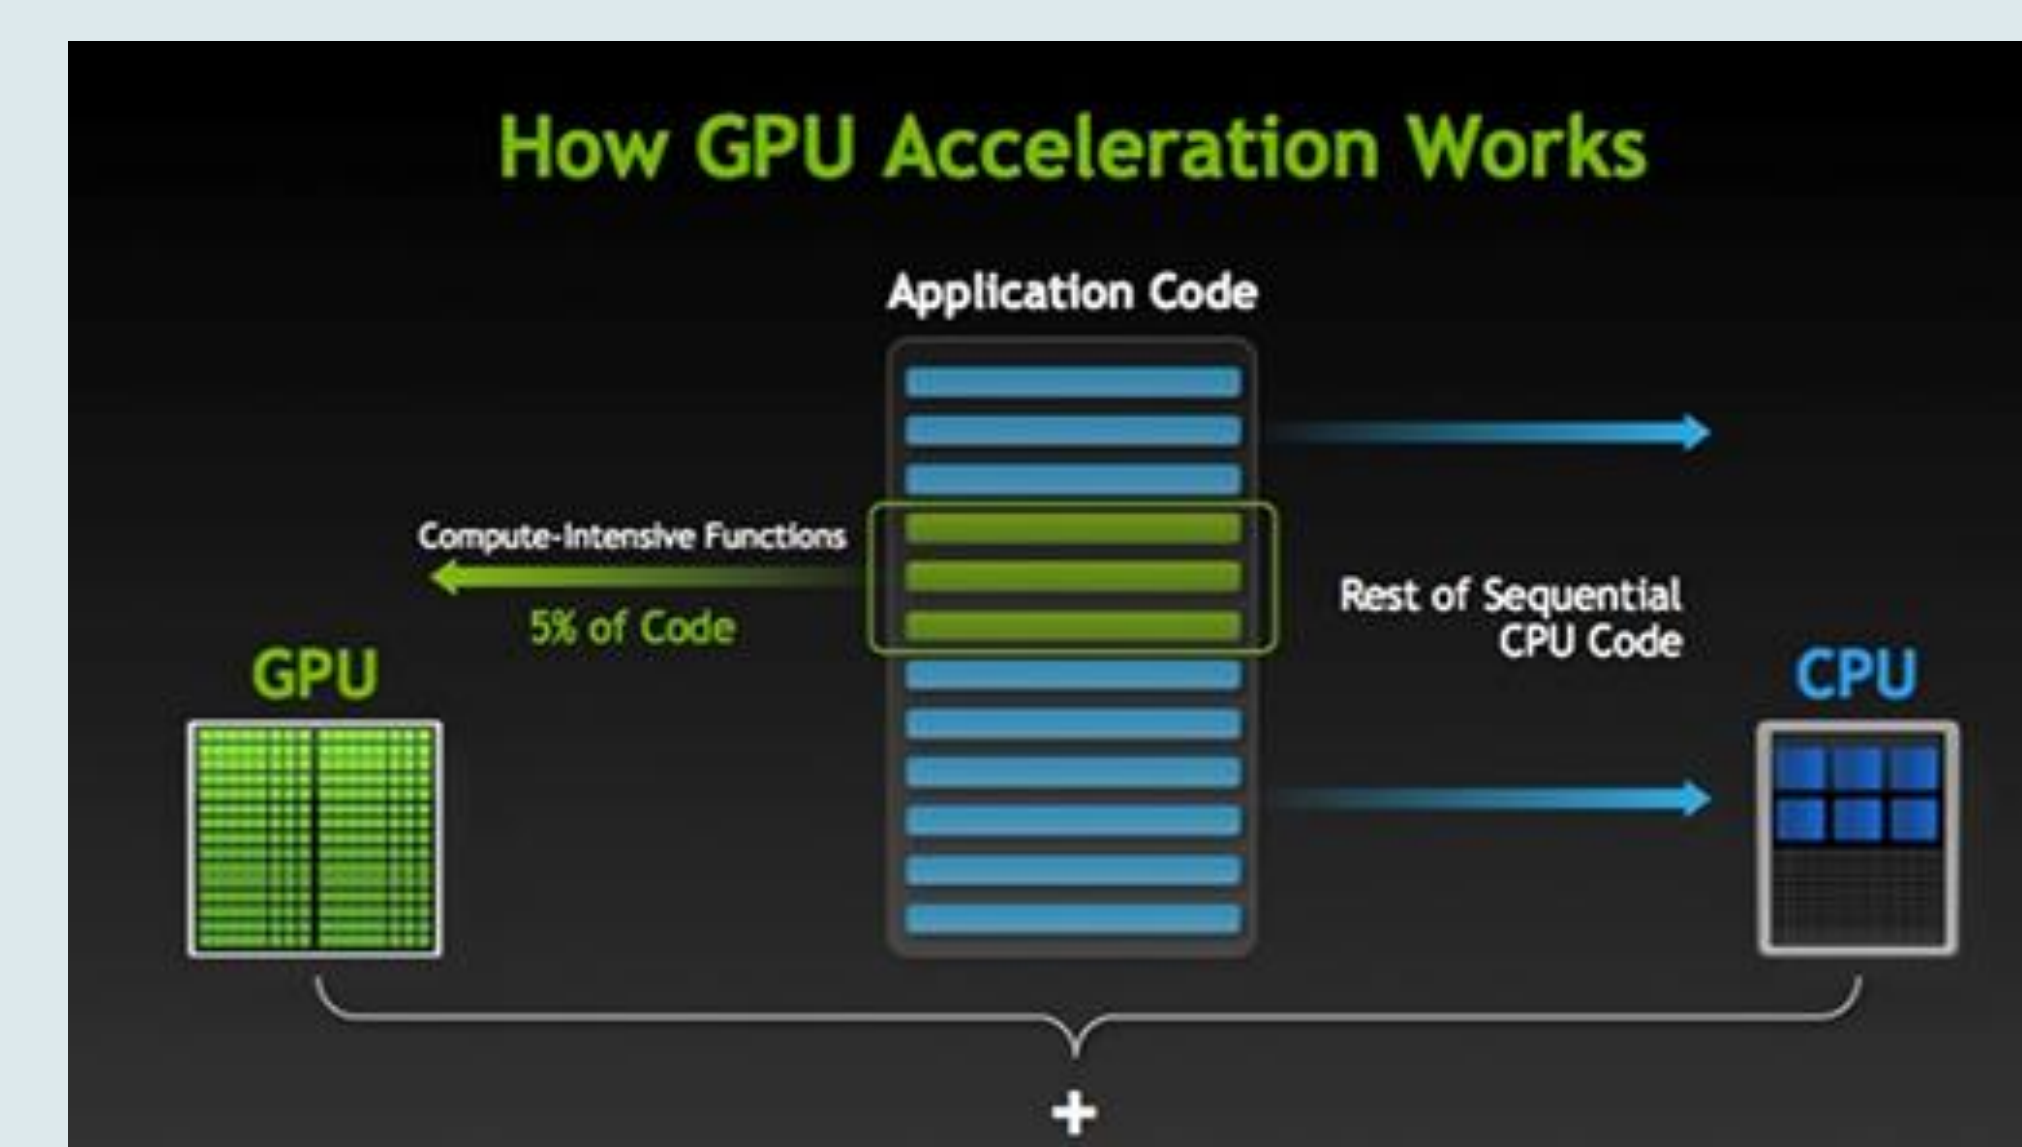 How GPU Acceleration Works
Application Code
Compute-Intensive Functions
5% of Code
Rest of Sequential
CPU Code
GPU
CPU
+